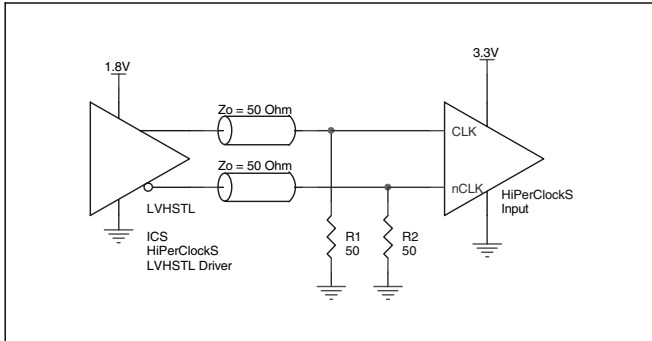 1.8V
3.3V
Zo = 50 Ohm
CLK
Zo = 50 Ohm
nCLK
HiPerClockS
Input
LVHSTL
ICS
HiPerClockS
LVHSTL Driver
R1
50
R2
50